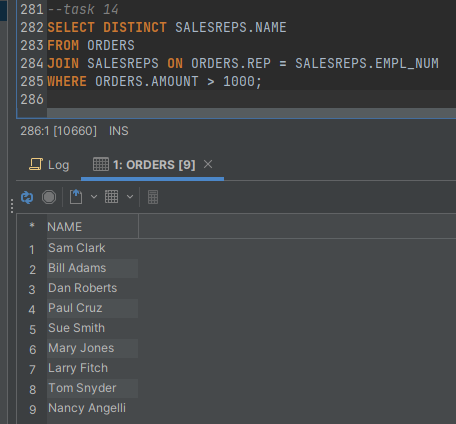 281 --task 14
282 SELECT DISTINCT SALESREPS.NAME
283 FROM ORDERS
284 JOIN SALESREPS ON ORDERS.REP = SALESREPS.EMPL_NUM
285 WHERE ORDERS.AMOUNT > 1000;
286
286:1 [10660] INS
Log 1: ORDERS [9] ×
* NAME
1 Sam Clark
2 Bill Adams
3 Dan Roberts
4 Paul Cruz
5 Sue Smith
6 Mary Jones
7 Larry Fitch
8 Tom Snyder
9 Nancy Angelli